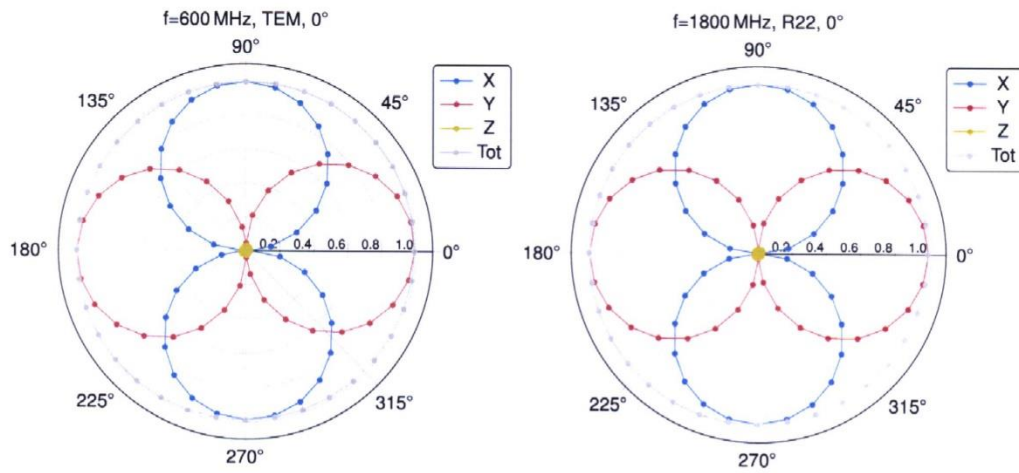 f=600 MHz, TEM, 0°
90°
135°
45°
X
Y
Z
Tot
180°
0.2 0.4 0.6 0.8 1.0
0°
225°
315°
270°
f=1800 MHz, R22, 0°
90°
135°
45°
X
Y
Z
Tot
180°
0.2 0.4 0.6 0.8 1.0
0°
225°
315°
270°